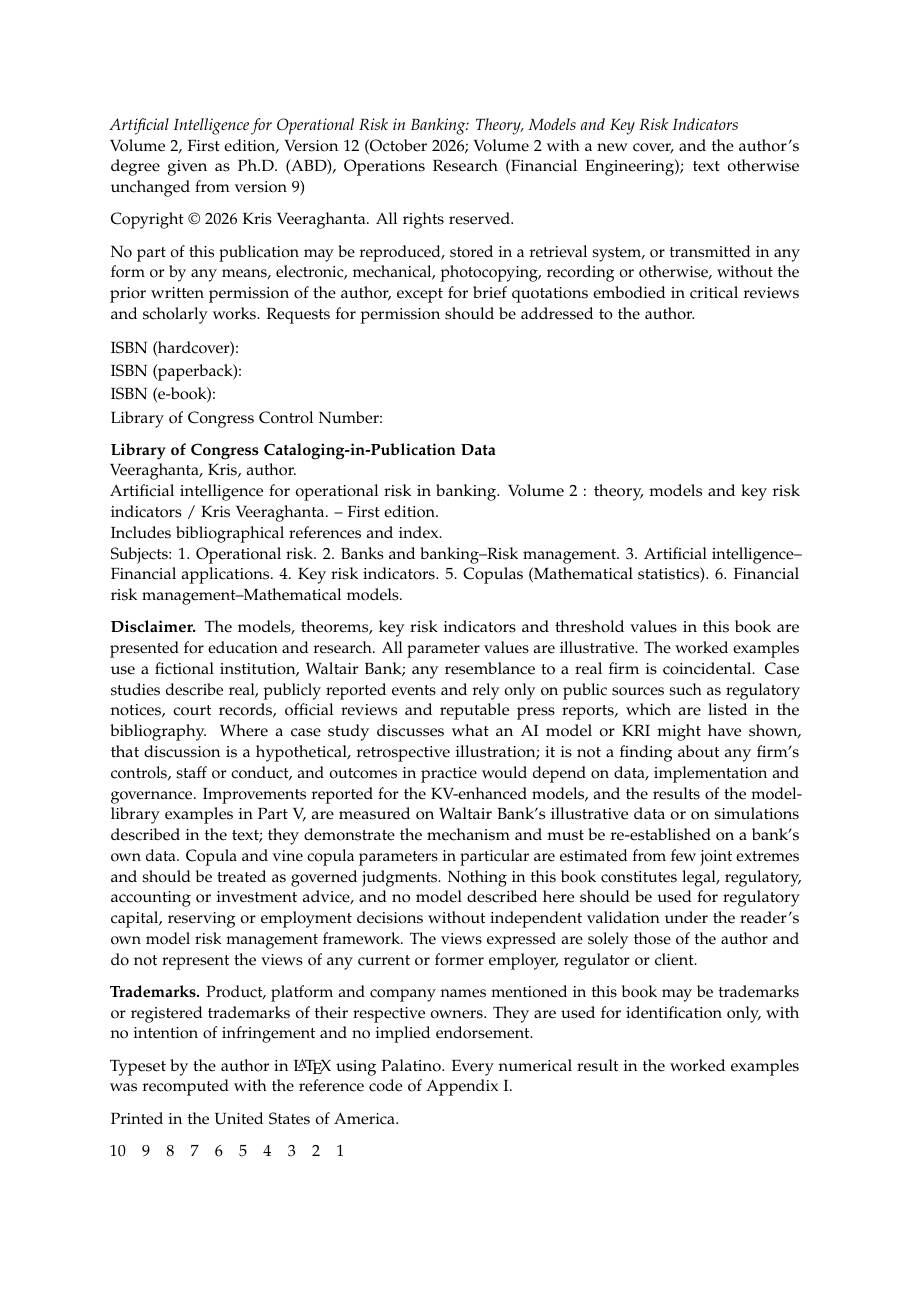 Artificial Intelligence for Operational Risk in Banking: Theory, Models and Key Risk Indicators
Volume 2, First edition, Version 12 (October 2026; Volume 2 with a new cover, and the author's
degree given as Ph.D. (ABD), Operations Research (Financial Engineering); text otherwise
unchanged from version 9)
Copyright © 2026 Kris Veeraghanta. All rights reserved.
No part of this publication may be reproduced, stored in a retrieval system, or transmitted in any
form or by any means, electronic, mechanical, photocopying, recording or otherwise, without the
prior written permission of the author, except for brief quotations embodied in critical reviews
and scholarly works. Requests for permission should be addressed to the author.
ISBN (hardcover):
ISBN (paperback):
ISBN (e-book):
Library of Congress Control Number:
Library of Congress Cataloging-in-Publication Data
Veeraghanta, Kris, author.
Artificial intelligence for operational risk in banking. Volume 2 : theory, models and key risk
indicators / Kris Veeraghanta. – First edition.
Includes bibliographical references and index.
Subjects: 1. Operational risk. 2. Banks and banking–Risk management. 3. Artificial intelligence–
Financial applications. 4. Key risk indicators. 5. Copulas (Mathematical statistics). 6. Financial
risk management–Mathematical models.
Disclaimer. The models, theorems, key risk indicators and threshold values in this book are
presented for education and research. All parameter values are illustrative. The worked examples
use a fictional institution, Waltair Bank; any resemblance to a real firm is coincidental. Case
studies describe real, publicly reported events and rely only on public sources such as regulatory
notices, court records, official reviews and reputable press reports, which are listed in the
bibliography. Where a case study discusses what an AI model or KRI might have shown,
that discussion is a hypothetical, retrospective illustration; it is not a finding about any firm's
controls, staff or conduct, and outcomes in practice would depend on data, implementation and
governance. Improvements reported for the KV-enhanced models, and the results of the model-
library examples in Part V, are measured on Waltair Bank's illustrative data or on simulations
described in the text; they demonstrate the mechanism and must be re-established on a bank's
own data. Copula and vine copula parameters in particular are estimated from few joint extremes
and should be treated as governed judgments. Nothing in this book constitutes legal, regulatory,
accounting or investment advice, and no model described here should be used for regulatory
capital, reserving or employment decisions without independent validation under the reader's
own model risk management framework. The views expressed are solely those of the author and
do not represent the views of any current or former employer, regulator or client.
Trademarks. Product, platform and company names mentioned in this book may be trademarks
or registered trademarks of their respective owners. They are used for identification only, with
no intention of infringement and no implied endorsement.
Typeset by the author in LATEX using Palatino. Every numerical result in the worked examples
was recomputed with the reference code of Appendix I.
Printed in the United States of America.
10 9 8 7 6 5 4 3 2 1